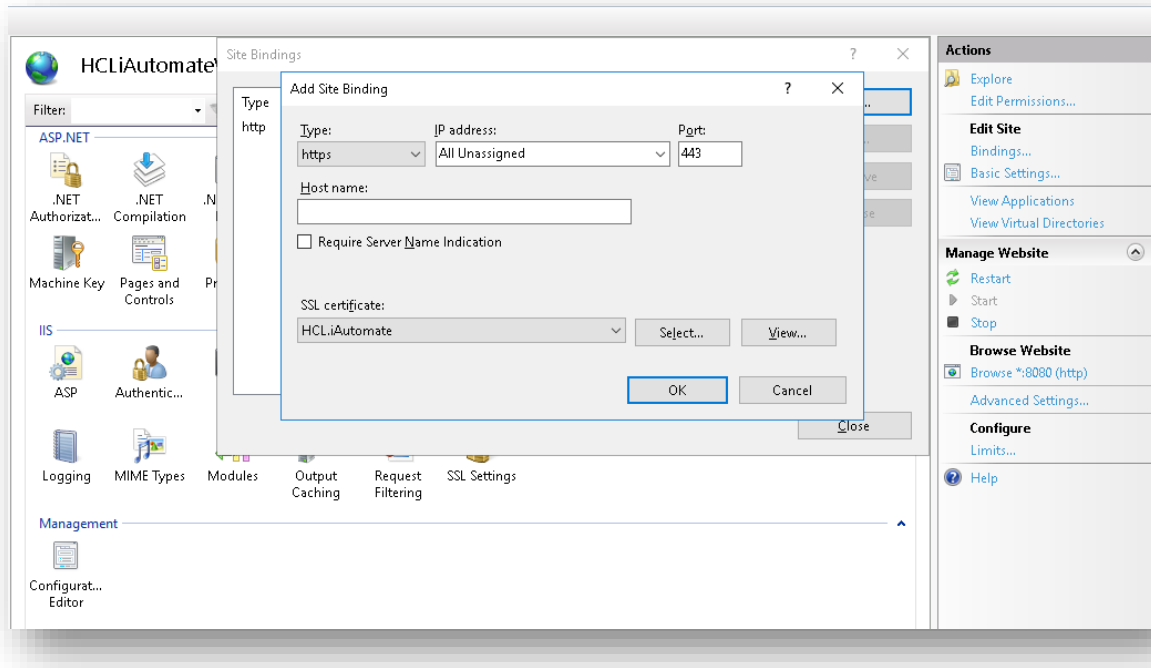 HCLiAutomateW
Filter:
ASP.NET
.NET
Authorizat...
.NET
Compilation
.N
Machine Key
Pages and
Controls
Pr
IIS
ASP
Authentic...
Logging
MIME Types
Modules
Output
Caching
Request
Filtering
SSL Settings
Management
Configurat...
Editor
Site Bindings
?
Type
http
...
Close
Add Site Binding
?
Type:
IP address:
Port:
https
All Unassigned
443
Host name:
Require Server Name Indication
SSL certificate:
HCL.iAutomate
Select...
View...
OK
Cancel
Actions
Explore
Edit Permissions...
Edit Site
Bindings...
Basic Settings...
View Applications
View Virtual Directories
Manage Website
Restart
Start
Stop
Browse Website
Browse *:8080 (http)
Advanced Settings...
Configure
Limits...
Help